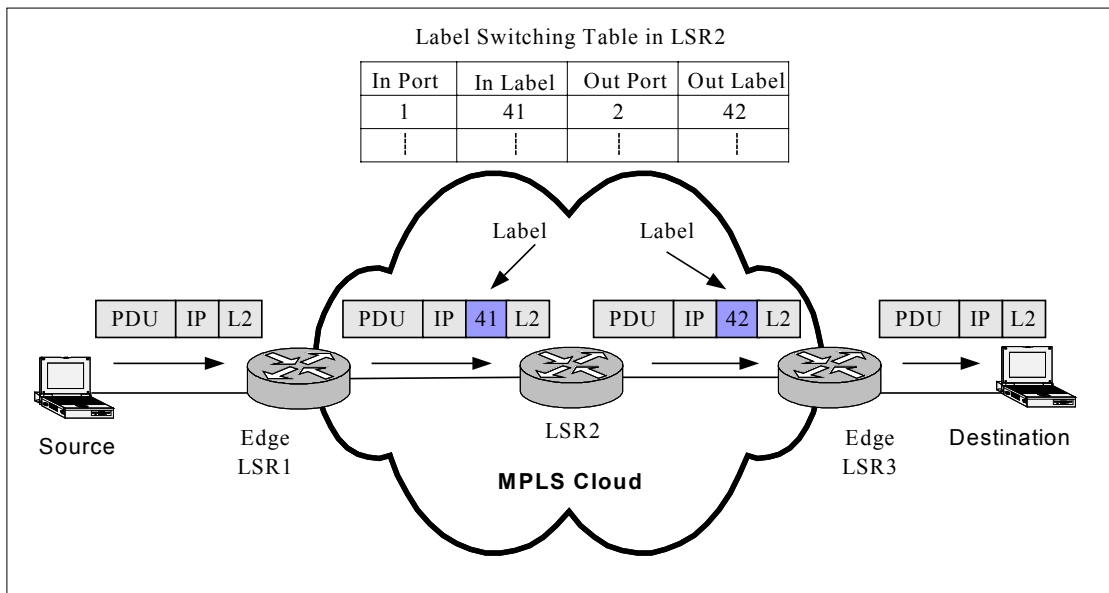 Label Switching Table in LSR2
In Port In Label Out Port Out Label
1 41 2 42
Label Label
PDU IP L2 PDU IP 41 L2 PDU IP 42 L2 PDU IP L2
Source
Edge
LSR1
LSR2
Edge
LSR3
Destination
MPLS Cloud